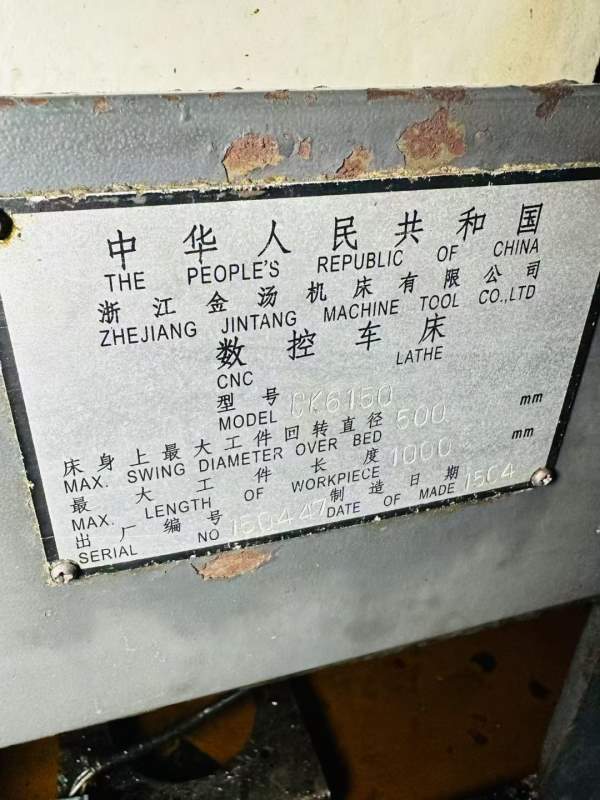 中华人民共和国
THE PEOPLE'S REPUBLIC OF CHINA
浙江金汤机床有限公司
ZHEJIANG JINTANG MACHINE TOOL CO.,LTD
数控车床
CNC LATHE
型号 CK6150
MODEL
床身上最大工件回转直径 500 mm
MAX. SWING DIAMETER OVER BED
最大工件长度 1000 mm
MAX. LENGTH OF WORKPIECE
出厂编号 150447 制造日期 1504
SERIAL NO DATE OF MADE